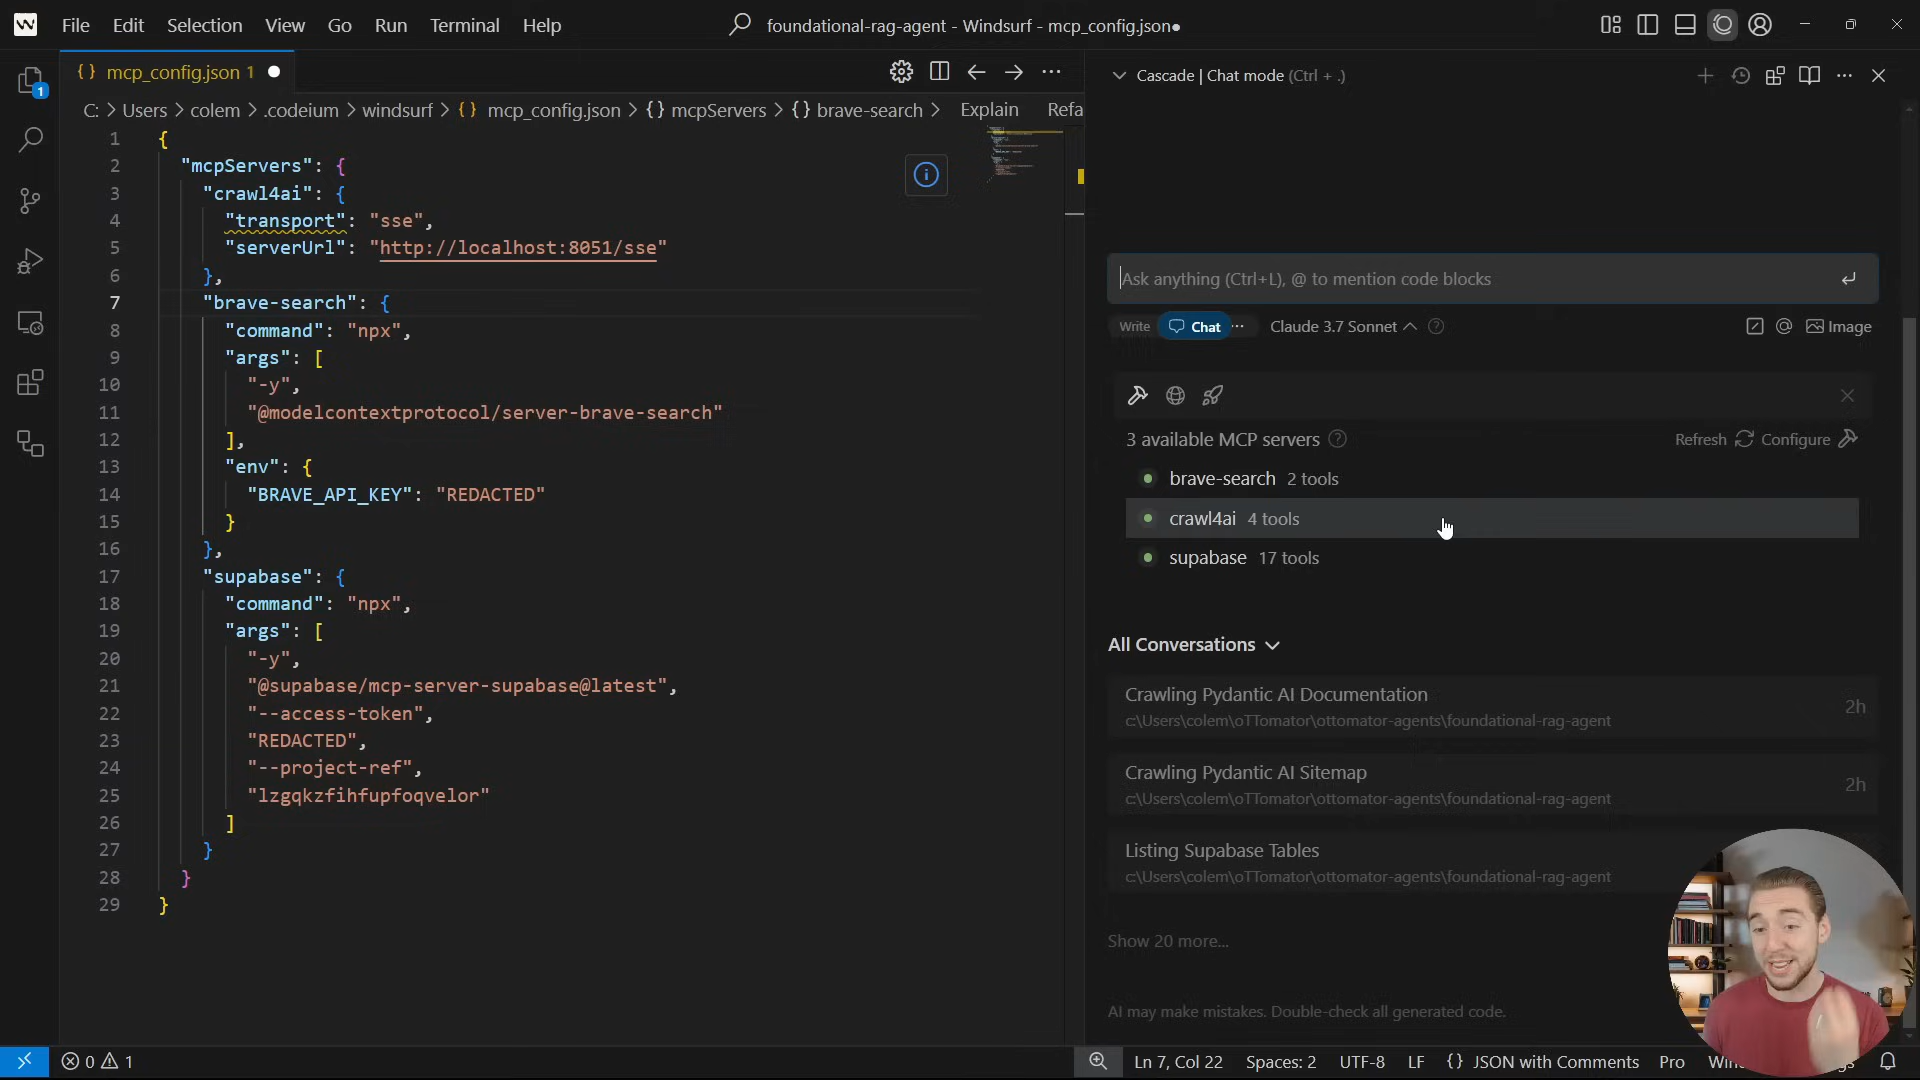 File Edit Selection View Go Run Terminal Help
foundational-rag-agent - Windsurf - mcp_config.json●
{} mcp_config.json 1
C: > Users > colem > .codeium > windsurf > {} mcp_config.json > {} mcpServers > {} brave-search > Explain Refa
1 {
2 "mcpServers": {
3 "crawl4ai": {
4 "transport": "sse",
5 "serverUrl": "http://localhost:8051/sse"
6 },
7 "brave-search": {
8 "command": "npx",
9 "args": [
10 "-y",
11 "@modelcontextprotocol/server-brave-search"
12 ],
13 "env": {
14 "BRAVE_API_KEY": "REDACTED"
15 }
16 },
17 "supabase": {
18 "command": "npx",
19 "args": [
20 "-y",
21 "@supabase/mcp-server-supabase@latest",
22 "--access-token",
23 "REDACTED",
24 "--project-ref",
25 "lzgqkzfihfupfoqvelor"
26 ]
27 }
28 }
29 }
Cascade | Chat mode (Ctrl + .)
Ask anything (Ctrl+L), @ to mention code blocks
Write Chat ··· Claude 3.7 Sonnet
Image
3 available MCP servers
Refresh Configure
brave-search 2 tools
crawl4ai 4 tools
supabase 17 tools
All Conversations
Crawling Pydantic AI Documentation
c:\Users\colem\oTTomator\ottomator-agents\foundational-rag-agent
2h
Crawling Pydantic AI Sitemap
c:\Users\colem\oTTomator\ottomator-agents\foundational-rag-agent
2h
Listing Supabase Tables
c:\Users\colem\oTTomator\ottomator-agents\foundational-rag-agent
Show 20 more...
AI may make mistakes. Double-check all generated code.
0 1
Ln 7, Col 22 Spaces: 2 UTF-8 LF {} JSON with Comments Pro
1